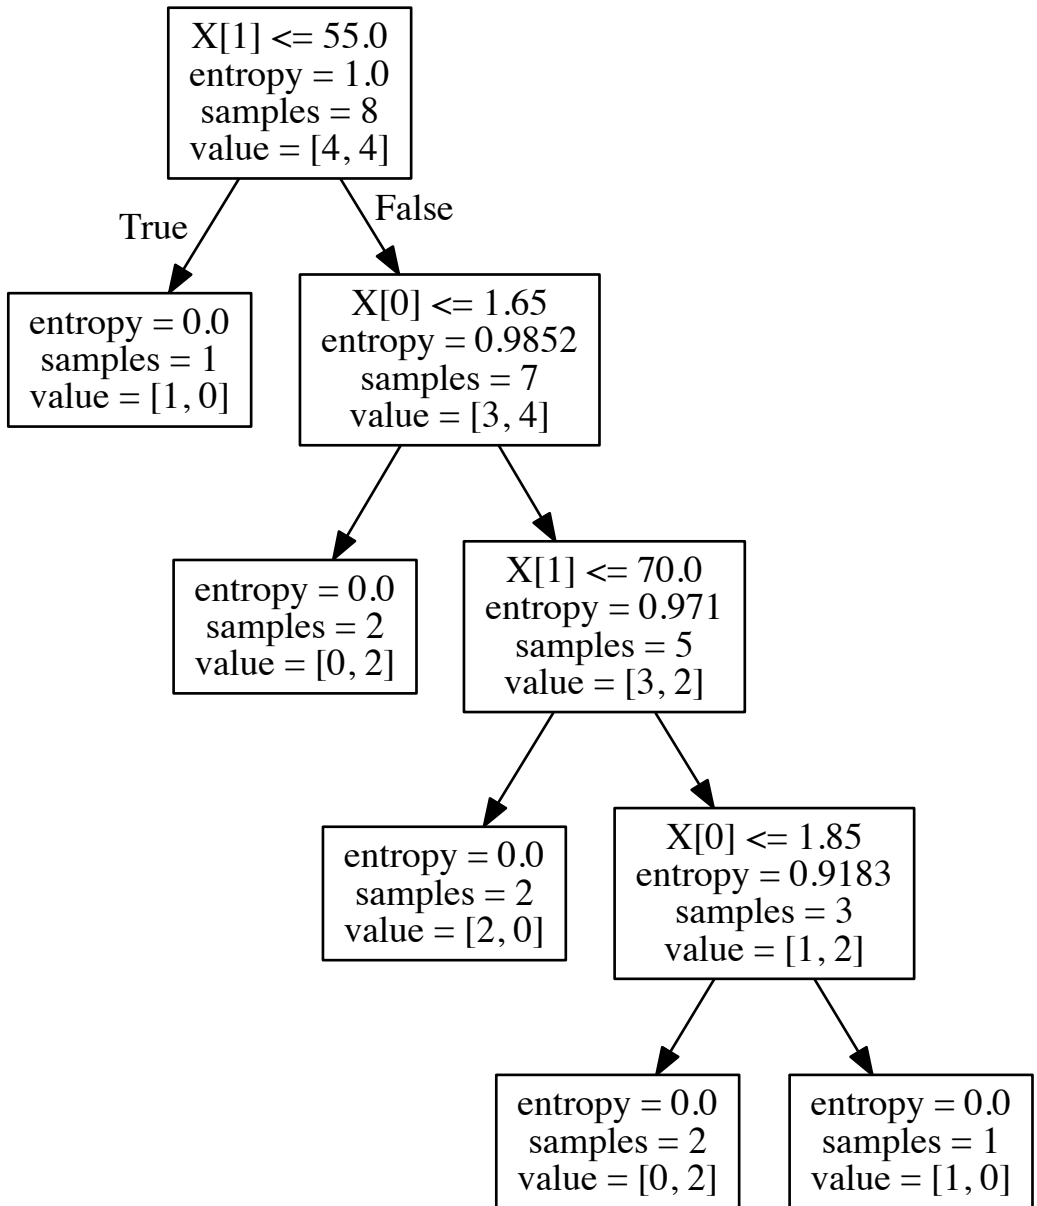 X[1] <= 55.0
entropy = 1.0
samples = 8
value = [4, 4]
True
False
entropy = 0.0
samples = 1
value = [1, 0]
X[0] <= 1.65
entropy = 0.9852
samples = 7
value = [3, 4]
entropy = 0.0
samples = 2
value = [0, 2]
X[1] <= 70.0
entropy = 0.971
samples = 5
value = [3, 2]
entropy = 0.0
samples = 2
value = [2, 0]
X[0] <= 1.85
entropy = 0.9183
samples = 3
value = [1, 2]
entropy = 0.0
samples = 2
value = [0, 2]
entropy = 0.0
samples = 1
value = [1, 0]